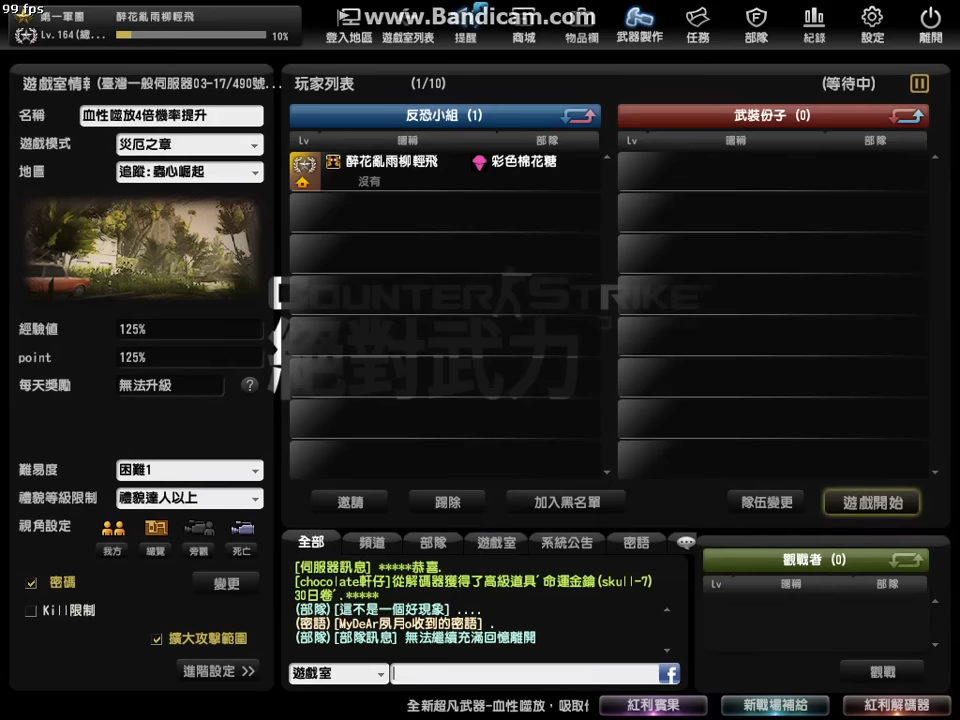 99 fps
第一軍團
醉花亂雨柳輕飛
Lv. 164 (總...
10%
www.Bandicam.com
登入地區
遊戲室列表
提醒
商城
物品欄
武器製作
任務
部隊
紀錄
設定
離開
遊戲室情報 (臺灣一般伺服器03-17/490號...
名稱
血性噬放4倍機率提升
遊戲模式
災厄之章
地圖
追蹤:蟲心崛起
經驗值
125%
point
125%
每天獎勵
無法升級
?
難易度
困難1
禮貌等級限制
禮貌達人以上
視角設定
我方
總覽
旁觀
死亡
密碼
變更
Kill限制
擴大攻擊範圍
進階設定 >>
玩家列表
(1/10)
(等待中)
反恐小組 (1)
Lv
暱稱
部隊
醉花亂雨柳輕飛
彩色棉花糖
沒有
武裝份子 (0)
Lv
暱稱
部隊
COUNTER STRIKE
絕對武力
邀請
踢除
加入黑名單
隊伍變更
遊戲開始
全部
頻道
部隊
遊戲室
系統公告
密語
[伺服器訊息] *****恭喜.
[chocolate軒仔]從解碼器獲得了高級道具'命運金鑰(skull-7)
30日卷'.*****
(部隊) [這不是一個好現象] ....
(密語) [MyDeAr夙月o收到的密語] .
(部隊) [部隊訊息] 無法繼續充滿回憶離開
遊戲室
f
觀戰者 (0)
Lv
暱稱
部隊
觀戰
全新超凡武器-血性噬放，吸取
紅利賓果
新戰場補給
紅利解碼器